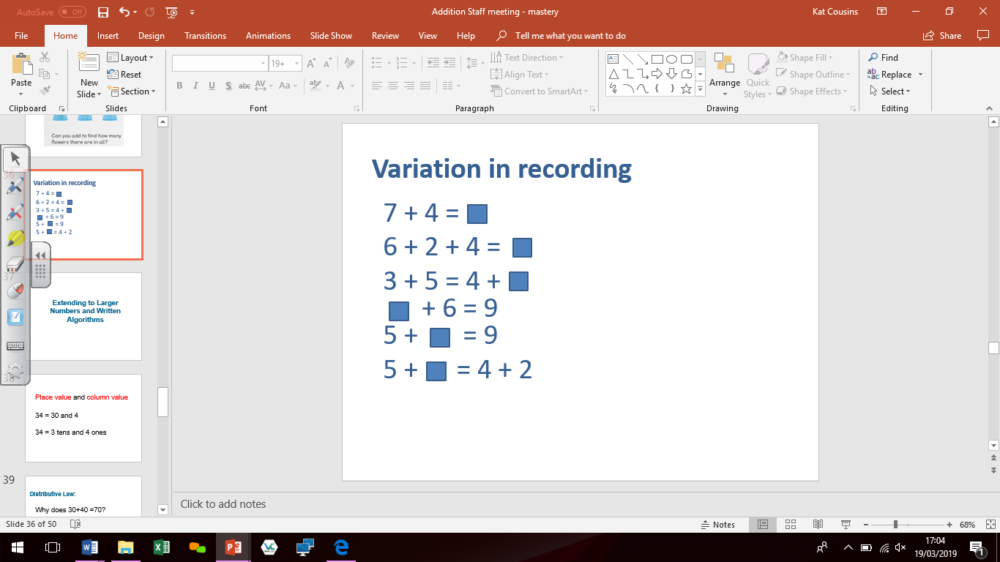 AutoSave Off
Addition Staff meeting - mastery
Kat Cousins
File Home Insert Design Transitions Animations Slide Show Review View Help Tell me what you want to do Share
Paste
New Slide
Layout
Reset
Section
19+
B I U S abc AV Aa aby A
Text Direction
Align Text
Convert to SmartArt
Arrange
Quick Styles
Shape Fill
Shape Outline
Shape Effects
Find
Replace
Select
Clipboard Slides Font Paragraph Drawing Editing
Can you add to find how many
flowers there are in all?
36
Variation in recording
7 + 4 =
6 + 2 + 4 =
3 + 5 = 4 +
+ 6 = 9
5 + = 9
5 + = 4 + 2
37
Extending to Larger
Numbers and Written
Algorithms
38
Place value and column value
34 = 30 and 4
34 = 3 tens and 4 ones
39
Distributive Law:
Why does 30+40 =70?
Variation in recording
7 + 4 =
6 + 2 + 4 =
3 + 5 = 4 +
+ 6 = 9
5 + = 9
5 + = 4 + 2
Click to add notes
Slide 36 of 50
Notes
68%
17:04
19/03/2019
1